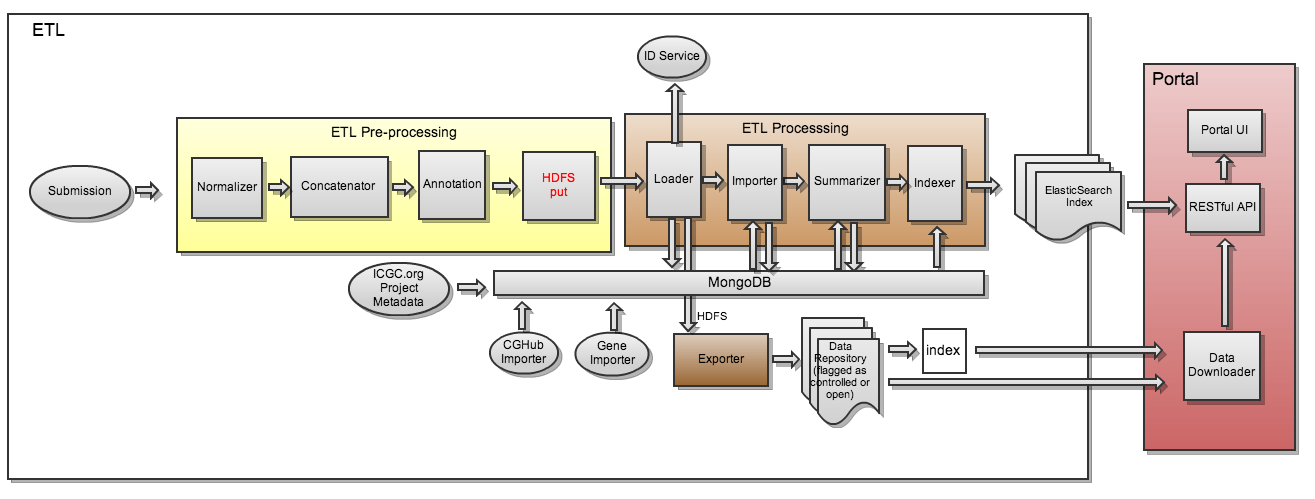 ETL
ID Service
Portal
ETL Pre-processing
ETL Processsing
Portal UI
Submission
Normalizer
Concatenator
Annotation
HDFS
put
Loader
Importer
Summarizer
Indexer
ElasticSearch
Index
RESTful API
ICGC.org
Project
Metadata
MongoDB
HDFS
CGHub
Importer
Gene
Importer
Exporter
Data
Repository
(flagged as
controlled or
open)
index
Data
Downloader